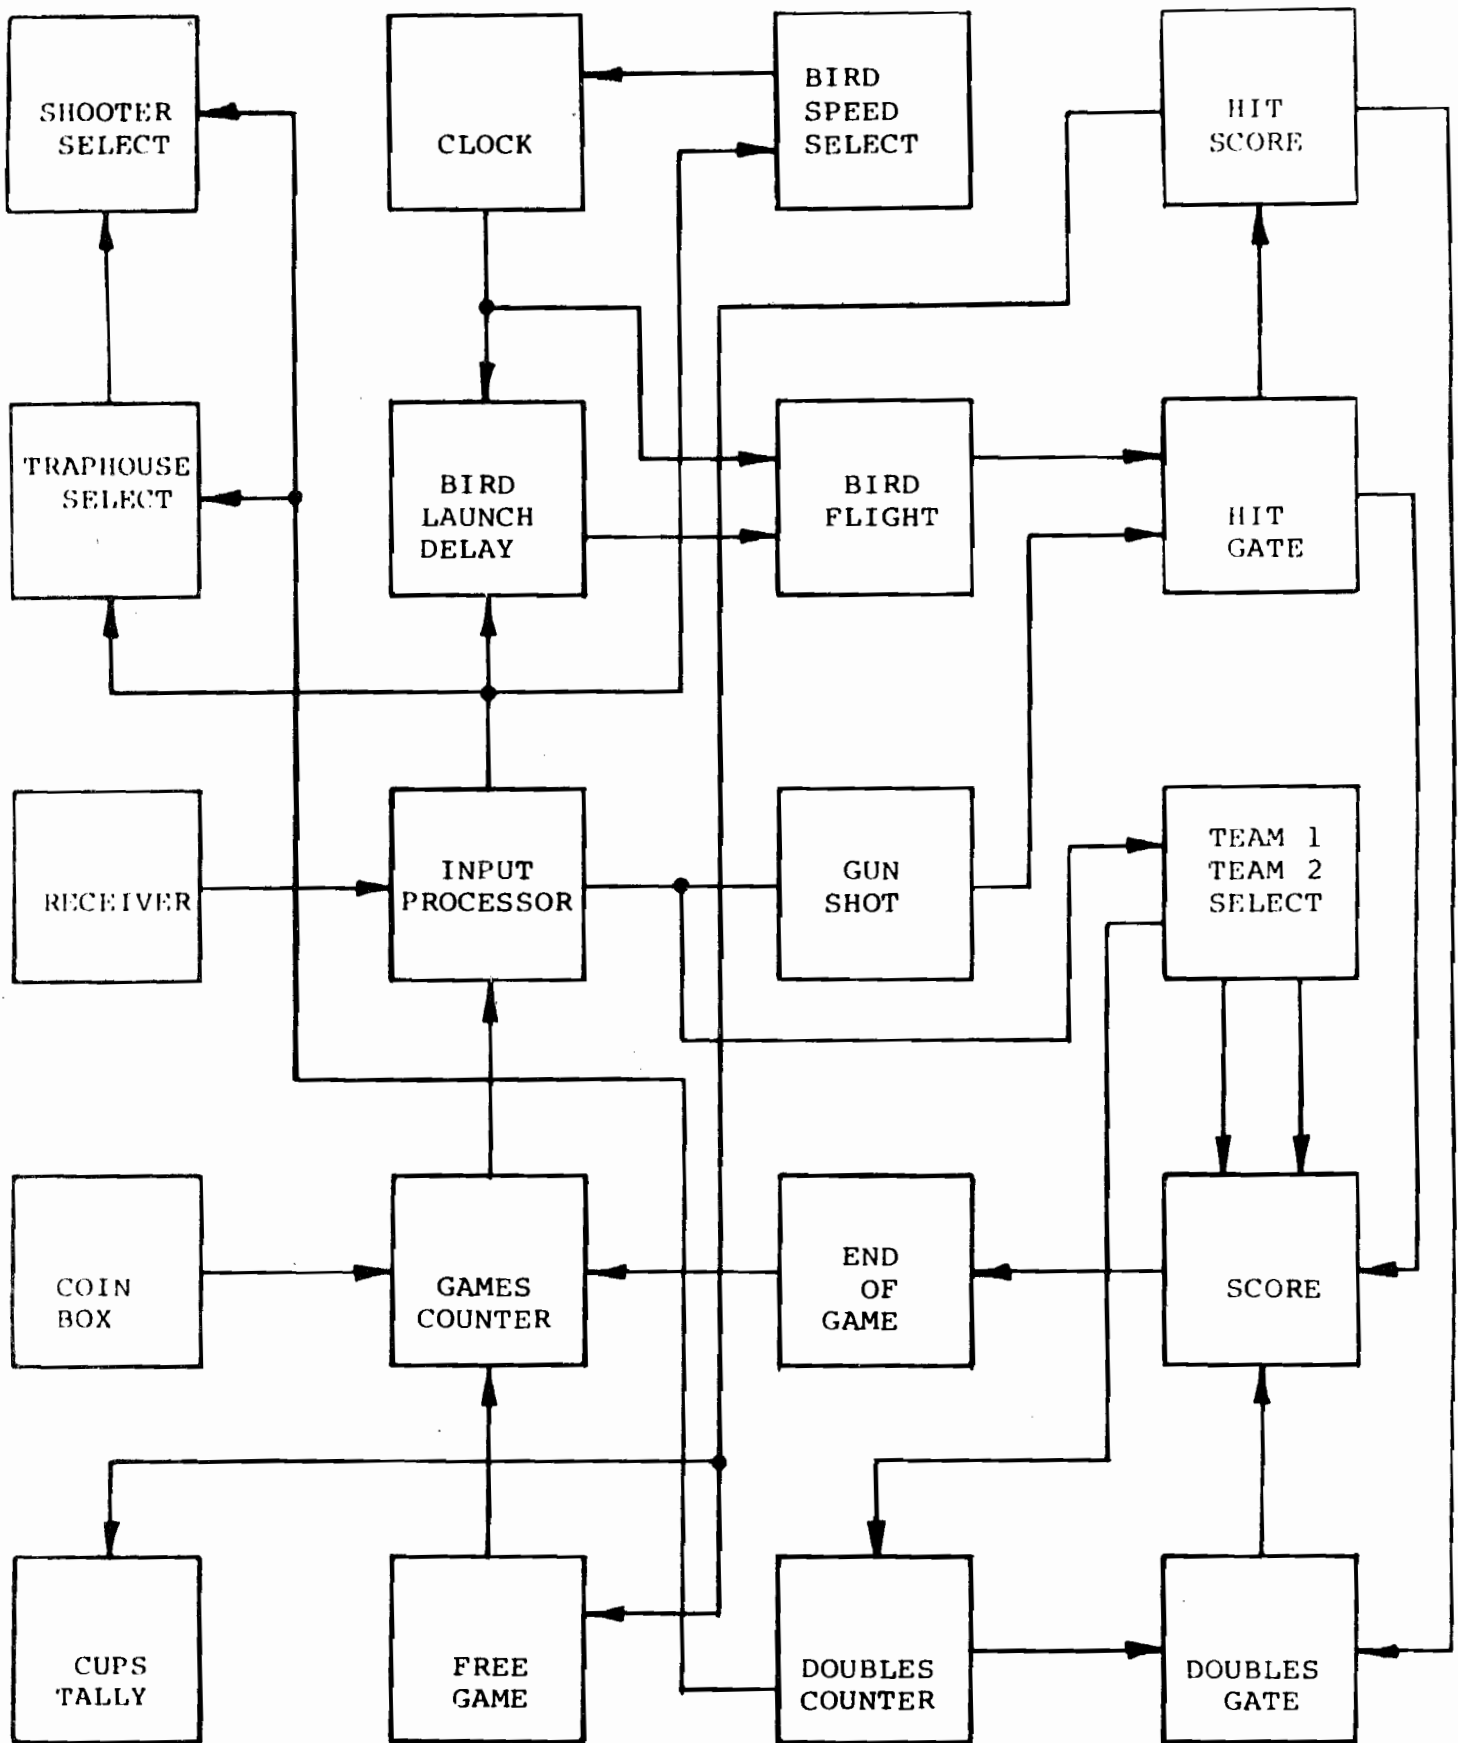 SHOOTER
SELECT
CLOCK
BIRD
SPEED
SELECT
HIT
SCORE
TRAPHOUSE
SELECT
BIRD
LAUNCH
DELAY
BIRD
FLIGHT
HIT
GATE
RECEIVER
INPUT
PROCESSOR
GUN
SHOT
TEAM 1
TEAM 2
SELECT
COIN
BOX
GAMES
COUNTER
END
OF
GAME
SCORE
CUPS
TALLY
FREE
GAME
DOUBLES
COUNTER
DOUBLES
GATE